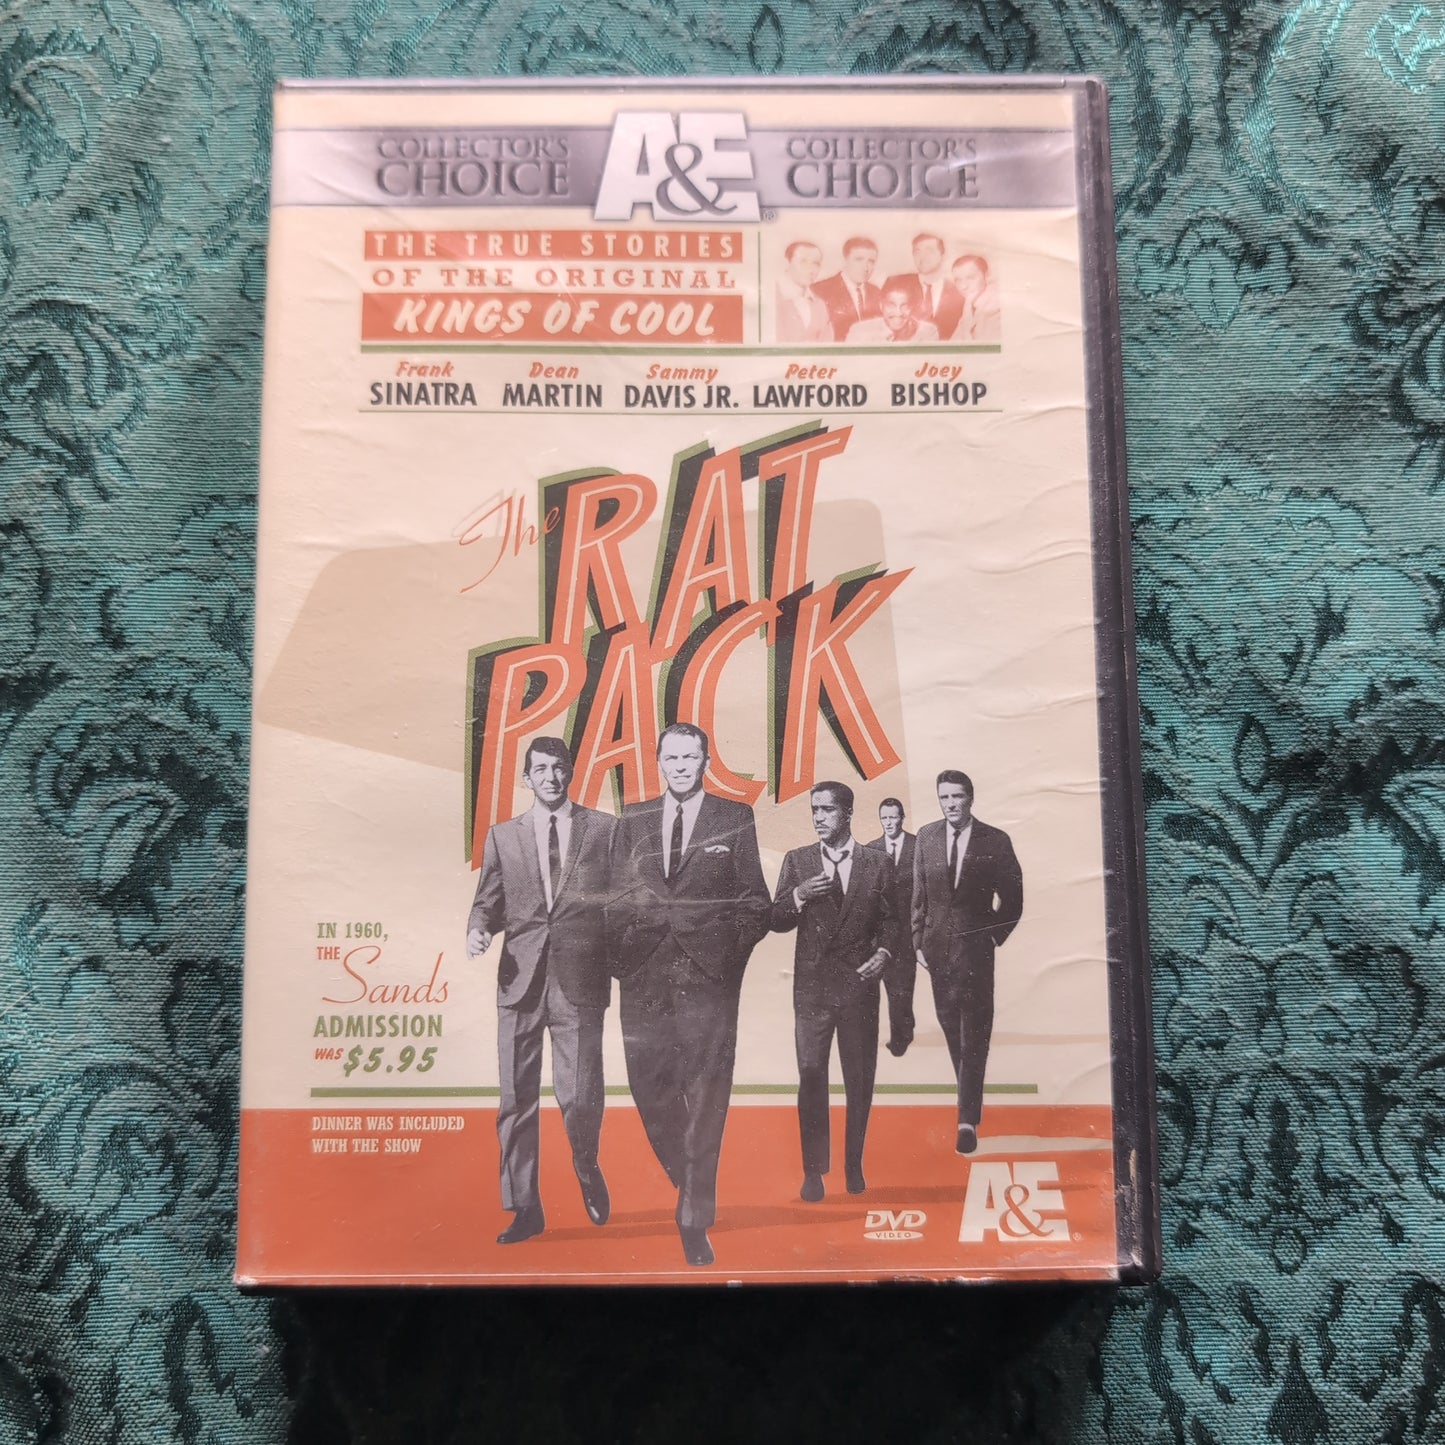 COLLECTOR'S CHOICE A&E® COLLECTOR'S CHOICE
THE TRUE STORIES
OF THE ORIGINAL
KINGS OF COOL
Frank SINATRA
Dean MARTIN
Sammy DAVIS JR.
Peter LAWFORD
Joey BISHOP
The RAT
PACK
IN 1960,
THE Sands
ADMISSION
WAS $5.95
DINNER WAS INCLUDED
WITH THE SHOW
DVD
VIDEO
A&E®